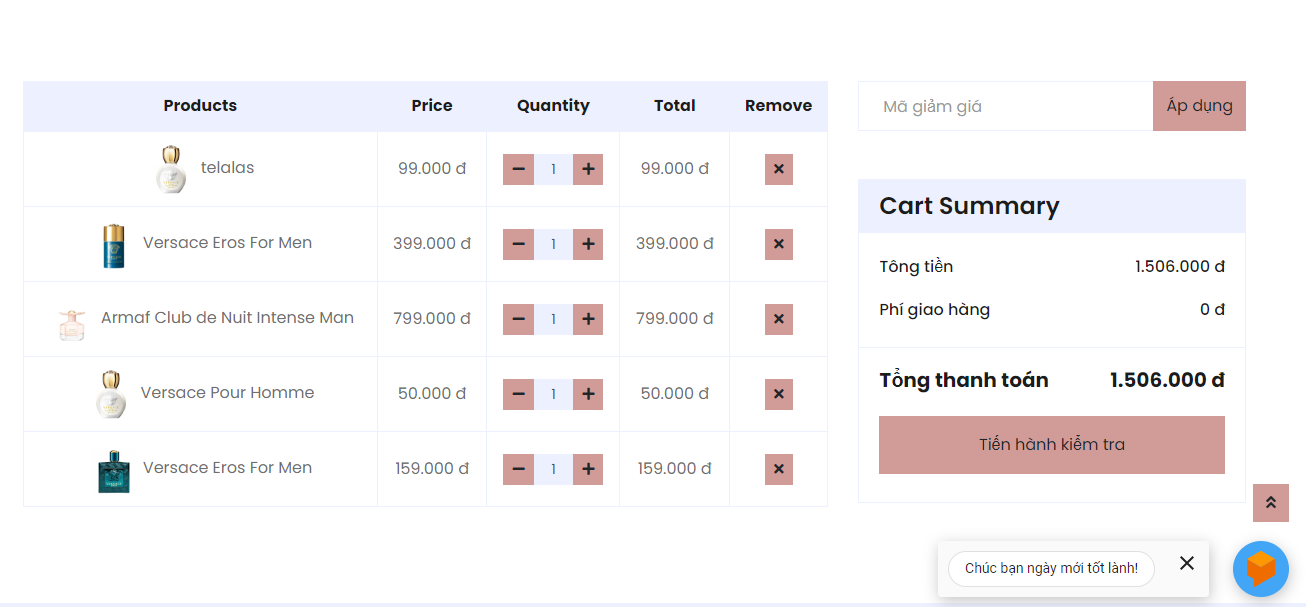 Products Price Quantity Total Remove
telalas 99.000 đ 1 99.000 đ
Versace Eros For Men 399.000 đ 1 399.000 đ
Armaf Club de Nuit Intense Man 799.000 đ 1 799.000 đ
Versace Pour Homme 50.000 đ 1 50.000 đ
Versace Eros For Men 159.000 đ 1 159.000 đ
Mã giảm giá Áp dụng
Cart Summary
Tông tiền 1.506.000 đ
Phí giao hàng 0 đ
Tổng thanh toán 1.506.000 đ
Tiến hành kiểm tra
Chúc bạn ngày mới tốt lành!